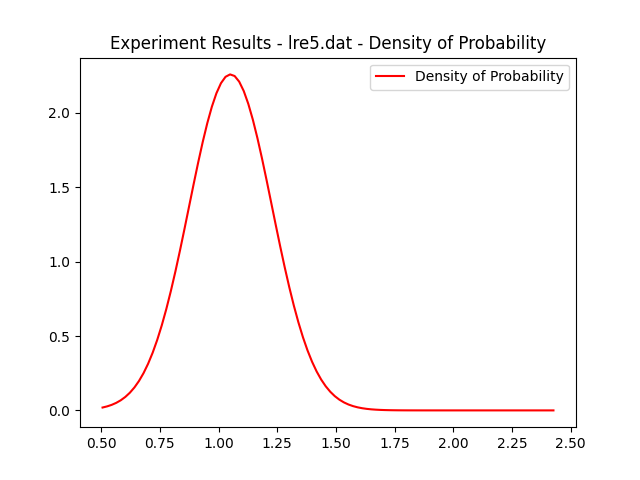 Experiment Results - lre5.dat - Density of Probability
Density of Probability
2.0
1.5
1.0
0.5
0.0
0.50 0.75 1.00 1.25 1.50 1.75 2.00 2.25 2.50